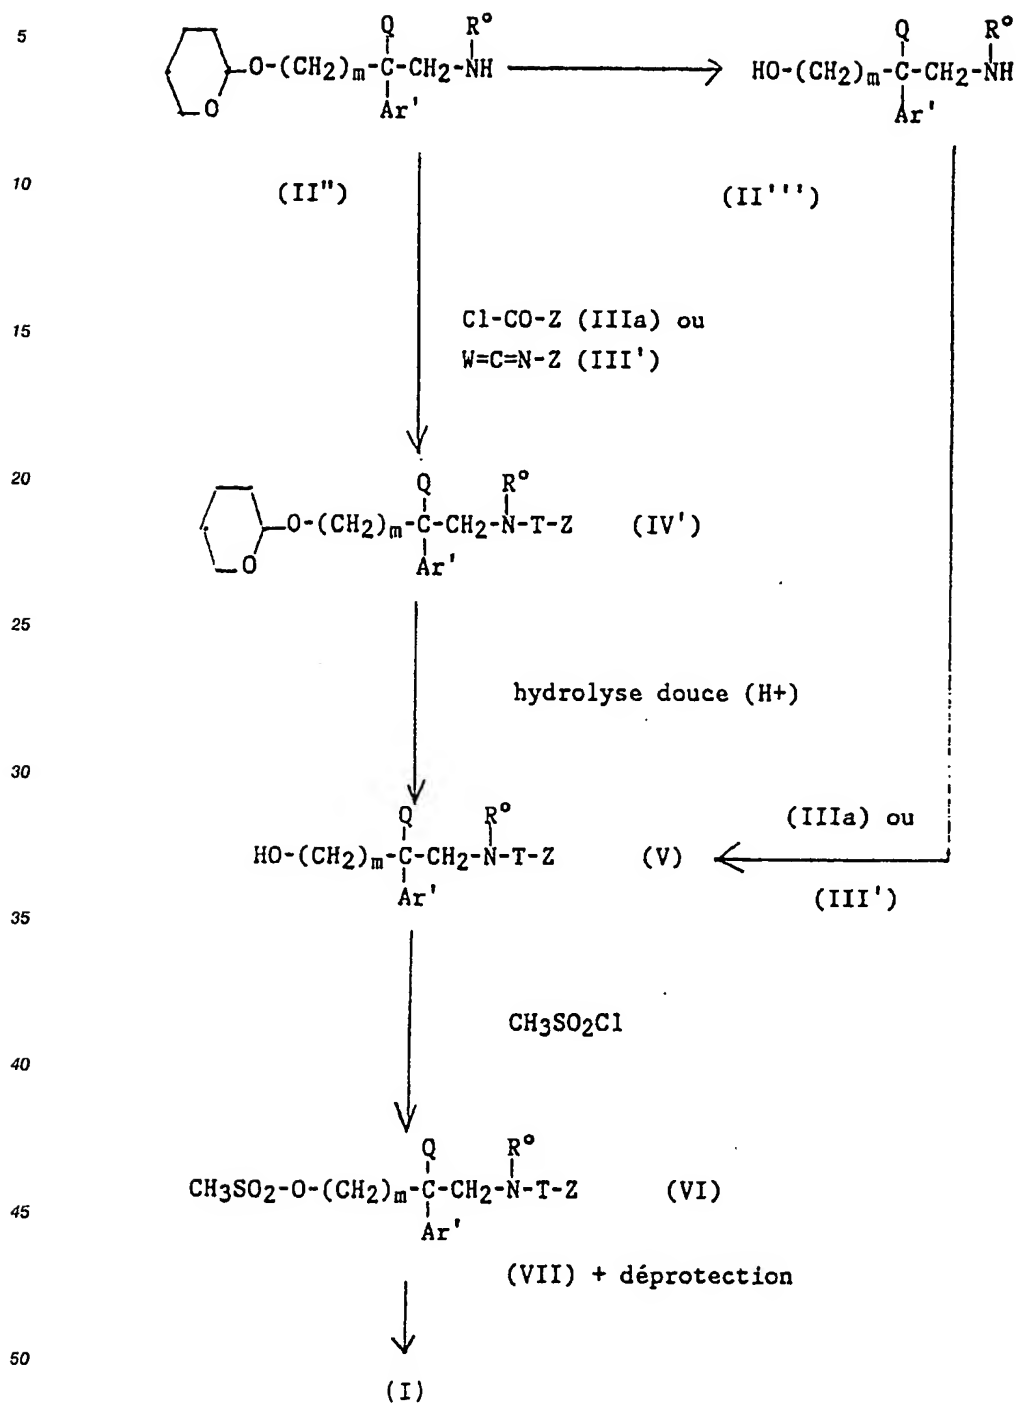 5
Q R°
O-(CH2)m-C-CH2-NH
O
Ar'
Q R°
HO-(CH2)m-C-CH2-NH
Ar'
10
(II") (II''')
15
Cl-CO-Z (IIIa) ou
W=C=N-Z (III')
20
Q R°
O-(CH2)m-C-CH2-N-T-Z (IV')
O
Ar'
25
hydrolyse douce (H+)
30
Q R°
HO-(CH2)m-C-CH2-N-T-Z (V)
Ar'
(IIIa) ou
(III')
35
CH3SO2Cl
40
Q R°
CH3SO2-O-(CH2)m-C-CH2-N-T-Z (VI)
45
Ar'
(VII) + déprotection
50
(I)